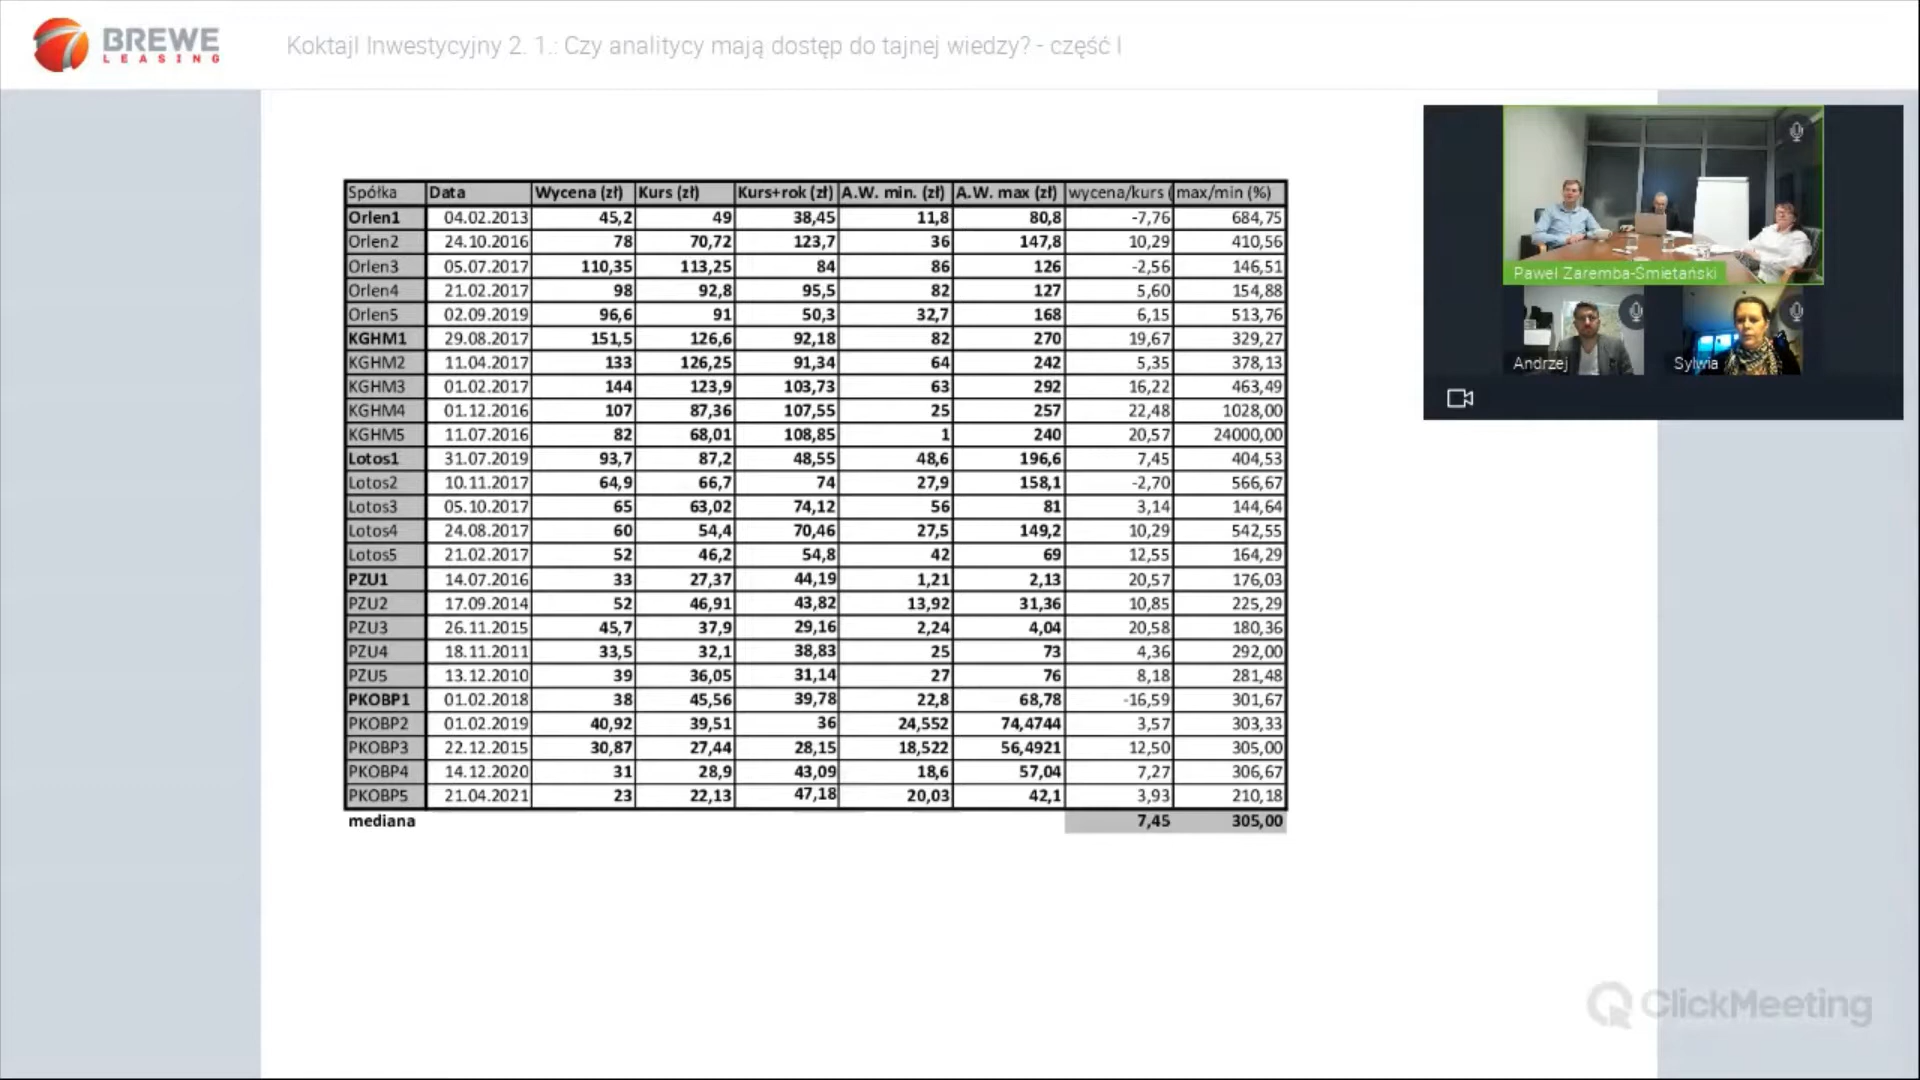 BREWE
LEASING
Koktajl Inwestycyjny 2. 1.: Czy analitycy mają dostęp do tajnej wiedzy? - część I
Spółka Data Wycena (zł) Kurs (zł) Kurs+rok (zł) A.W. min. (zł) A.W. max (zł) wycena/kurs ( max/min (%)
Orlen1 04.02.2013 45,2 49 38,45 11,8 80,8 -7,76 684,75
Orlen2 24.10.2016 78 70,72 123,7 36 147,8 10,29 410,56
Orlen3 05.07.2017 110,35 113,25 84 86 126 -2,56 146,51
Orlen4 21.02.2017 98 92,8 95,5 82 127 5,60 154,88
Orlen5 02.09.2019 96,6 91 50,3 32,7 168 6,15 513,76
KGHM1 29.08.2017 151,5 126,6 92,18 82 270 19,67 329,27
KGHM2 11.04.2017 133 126,25 91,34 64 242 5,35 378,13
KGHM3 01.02.2017 144 123,9 103,73 63 292 16,22 463,49
KGHM4 01.12.2016 107 87,36 107,55 25 257 22,48 1028,00
KGHM5 11.07.2016 82 68,01 108,85 1 240 20,57 24000,00
Lotos1 31.07.2019 93,7 87,2 48,55 48,6 196,6 7,45 404,53
Lotos2 10.11.2017 64,9 66,7 74 27,9 158,1 -2,70 566,67
Lotos3 05.10.2017 65 63,02 74,12 56 81 3,14 144,64
Lotos4 24.08.2017 60 54,4 70,46 27,5 149,2 10,29 542,55
Lotos5 21.02.2017 52 46,2 54,8 42 69 12,55 164,29
PZU1 14.07.2016 33 27,37 44,19 1,21 2,13 20,57 176,03
PZU2 17.09.2014 52 46,91 43,82 13,92 31,36 10,85 225,29
PZU3 26.11.2015 45,7 37,9 29,16 2,24 4,04 20,58 180,36
PZU4 18.11.2011 33,5 32,1 38,83 25 73 4,36 292,00
PZU5 13.12.2010 39 36,05 31,14 27 76 8,18 281,48
PKOBP1 01.02.2018 38 45,56 39,78 22,8 68,78 -16,59 301,67
PKOBP2 01.02.2019 40,92 39,51 36 24,552 74,4744 3,57 303,33
PKOBP3 22.12.2015 30,87 27,44 28,15 18,522 56,4921 12,50 305,00
PKOBP4 14.12.2020 31 28,9 43,09 18,6 57,04 7,27 306,67
PKOBP5 21.04.2021 23 22,13 47,18 20,03 42,1 3,93 210,18
mediana 7,45 305,00
Paweł Zaremba-Śmietański
Andrzej
Sylwia
ClickMeeting